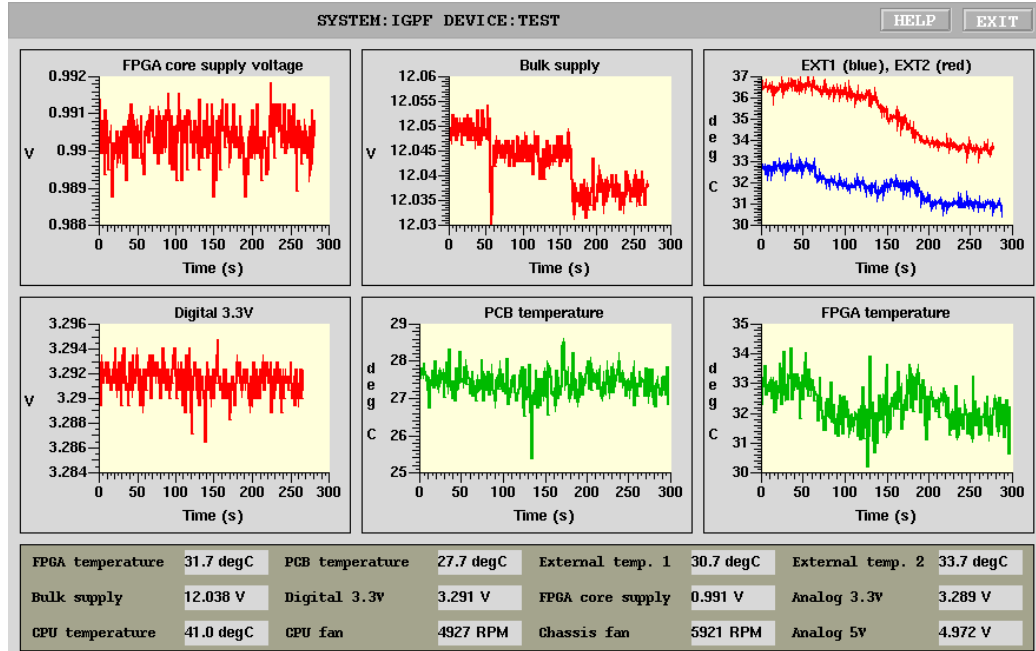 SYSTEM:IGPF DEVICE:TEST
HELP
EXIT
FPGA core supply voltage
0.992
0.991
0.99
0.989
0.988
V
0 50 100 150 200 250 300
Time (s)
Bulk supply
12.06
12.055
12.05
12.045
12.04
12.035
12.03
V
0 50 100 150 200 250 300
Time (s)
EXT1 (blue), EXT2 (red)
37
36
35
34
33
32
31
30
deg C
0 50 100 150 200 250 300
Time (s)
Digital 3.3V
3.296
3.294
3.292
3.29
3.288
3.286
3.284
V
0 50 100 150 200 250 300
Time (s)
PCB temperature
29
28
27
26
25
deg C
0 50 100 150 200 250 300
Time (s)
FPGA temperature
35
34
33
32
31
30
deg C
0 50 100 150 200 250 300
Time (s)
FPGA temperature 31.7 degC PCB temperature 27.7 degC External temp. 1 30.7 degC External temp. 2 33.7 degC
Bulk supply 12.038 V Digital 3.3V 3.291 V FPGA core supply 0.991 V Analog 3.3V 3.289 V
CPU temperature 41.0 degC CPU fan 4927 RPM Chassis fan 5921 RPM Analog 5V 4.972 V